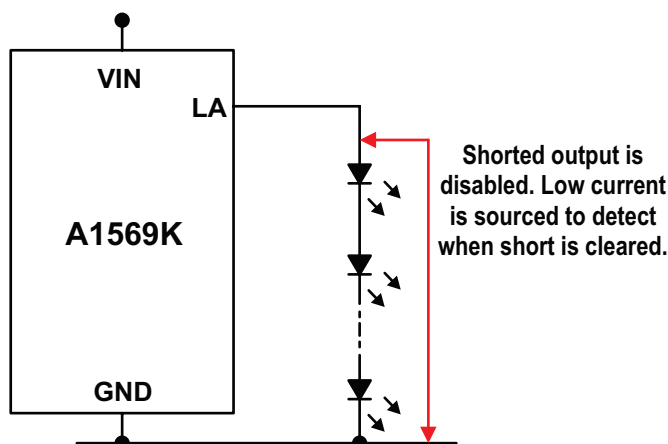 VIN
LA
A1569K
GND
Shorted output is
disabled. Low current
is sourced to detect
when short is cleared.